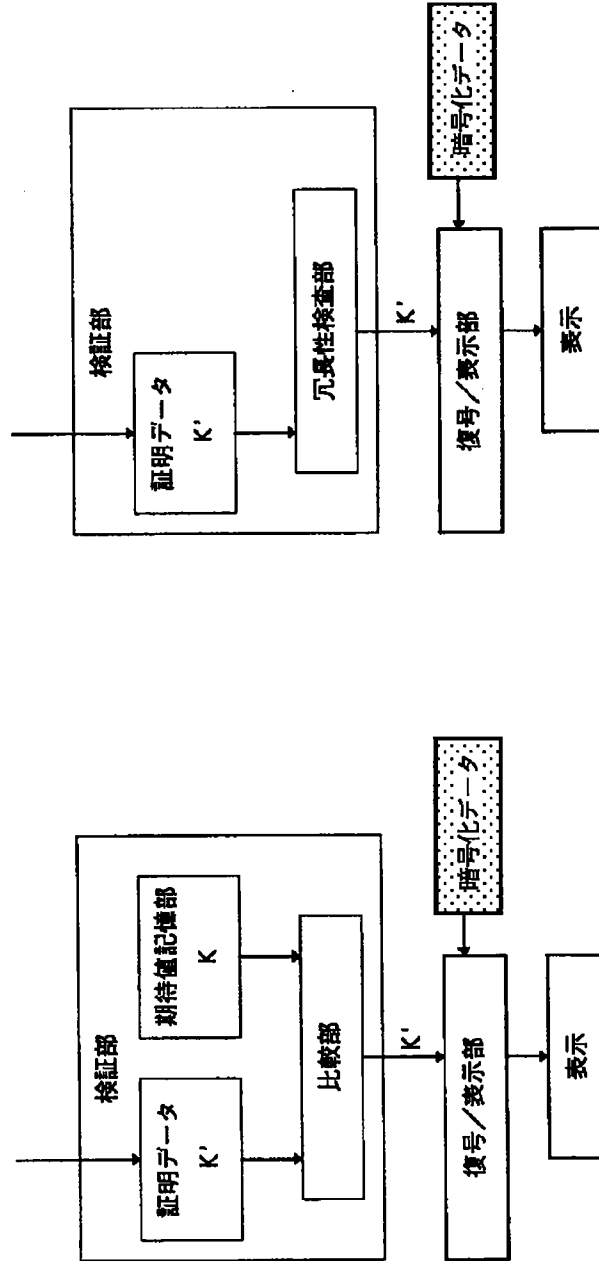 検証部
証明データ
K'
期待値記憶部
K
比較部
K'
暗号化データ
復号/表示部
表示
検証部
証明データ
K'
冗長性検査部
K'
暗号化データ
復号/表示部
表示